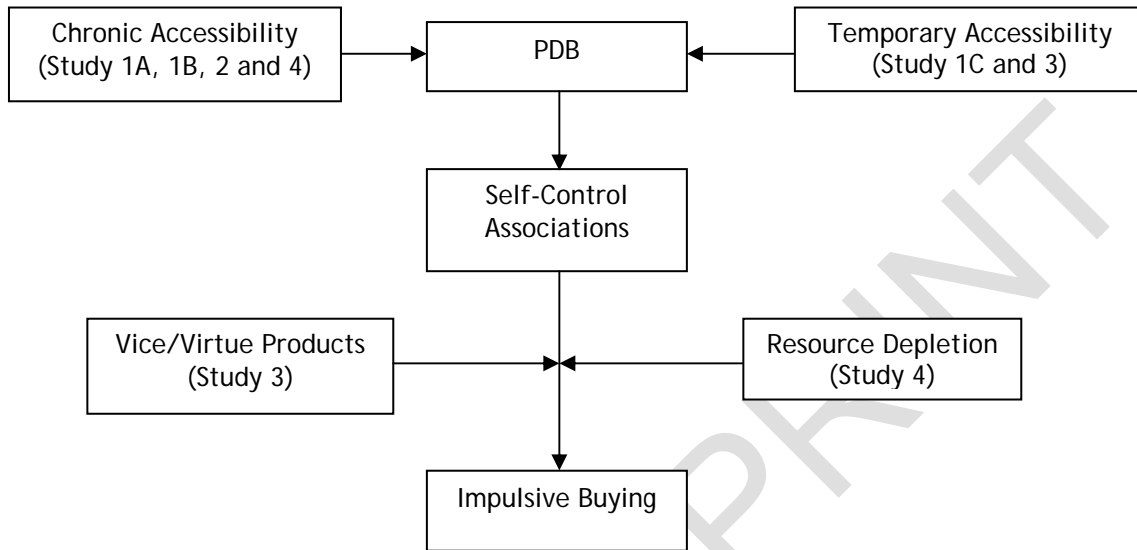 Chronic Accessibility
(Study 1A, 1B, 2 and 4)
PDB
Temporary Accessibility
(Study 1C and 3)
Self-Control
Associations
Vice/Virtue Products
(Study 3)
Resource Depletion
(Study 4)
Impulsive Buying
PRINT